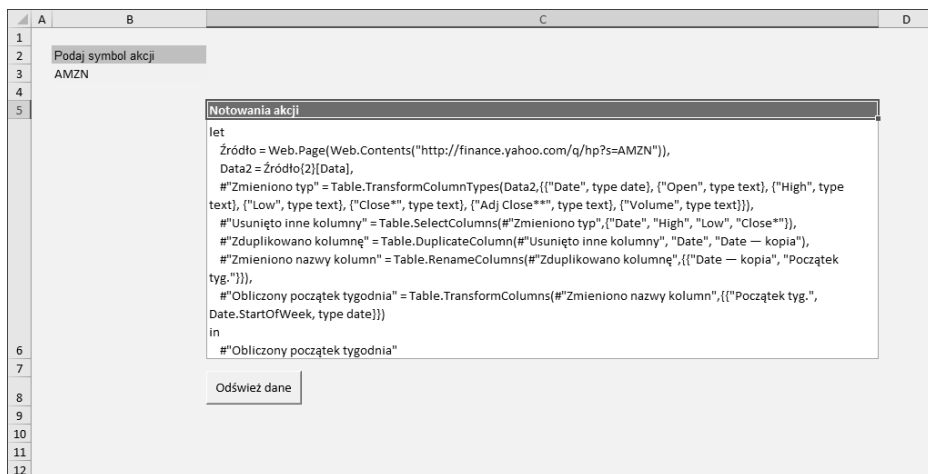 A B C D
1
2 Podaj symbol akcji
3 AMZN
4
5 Notowania akcji
let
Źródło = Web.Page(Web.Contents("http://finance.yahoo.com/q/hp?s=AMZN")),
Data2 = Źródło{2}[Data],
#"Zmieniono typ" = Table.TransformColumnTypes(Data2,{{"Date", type date}, {"Open", type text}, {"High", type
text}, {"Low", type text}, {"Close*", type text}, {"Adj Close**", type text}, {"Volume", type text}}),
#"Usunięto inne kolumny" = Table.SelectColumns(#"Zmieniono typ",{"Date", "High", "Low", "Close*"}),
#"Zduplikowano kolumnę" = Table.DuplicateColumn(#"Usunięto inne kolumny", "Date", "Date — kopia"),
#"Zmieniono nazwy kolumn" = Table.RenameColumns(#"Zduplikowano kolumnę",{{"Date — kopia", "Początek
tyg."}}),
#"Obliczony początek tygodnia" = Table.TransformColumns(#"Zmieniono nazwy kolumn",{{"Początek tyg.",
Date.StartOfWeek, type date}})
in
6 #"Obliczony początek tygodnia"
7
8 Odśwież dane
9
10
11
12